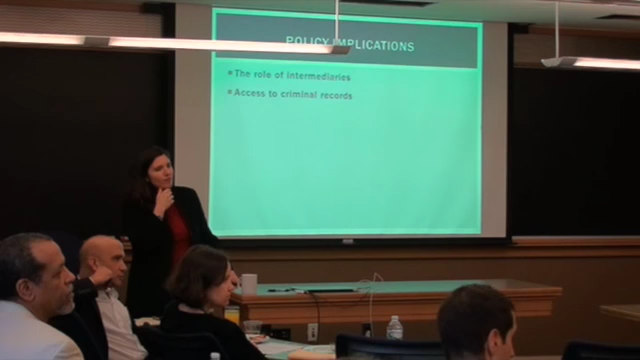 POLICY IMPLICATIONS
The role of intermediaries
Access to criminal records